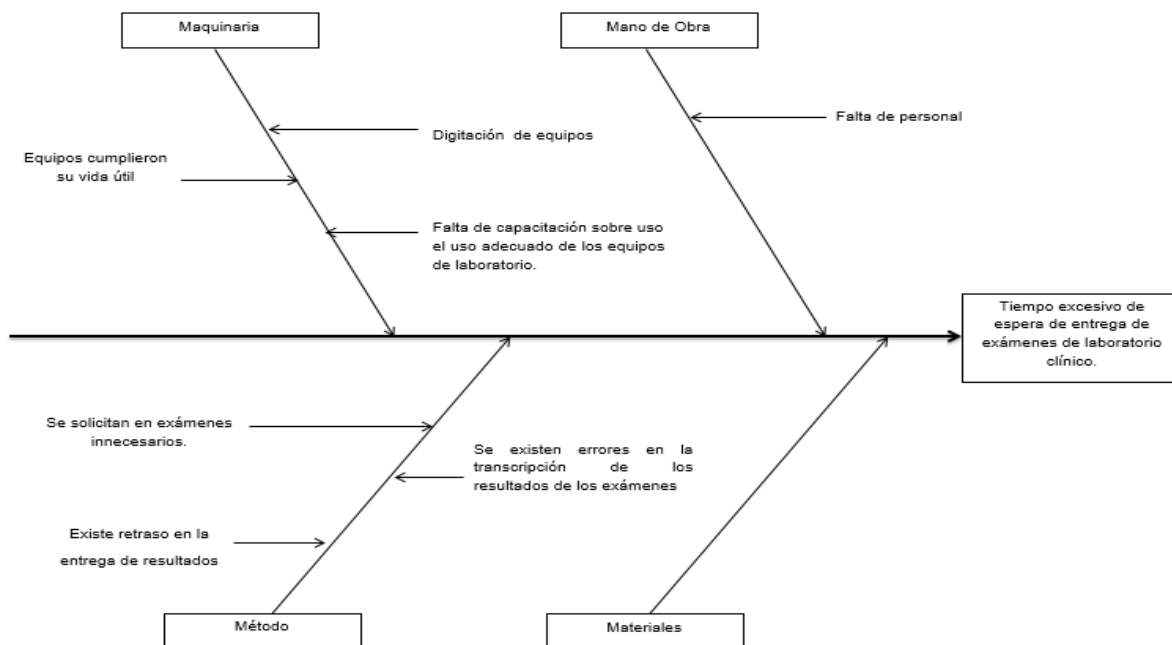 Maquinaria
Mano de Obra
Digitación de equipos
Falta de personal
Equipos cumplieron
su vida útil
Falta de capacitación sobre uso
el uso adecuado de los equipos
de laboratorio.
Tiempo excesivo de
espera de entrega de
exámenes de laboratorio
clínico.
Se solicitan en exámenes
innecesarios.
Se existen errores en la
transcripción de los
resultados de los exámenes
Existe retraso en la
entrega de resultados
Método
Materiales